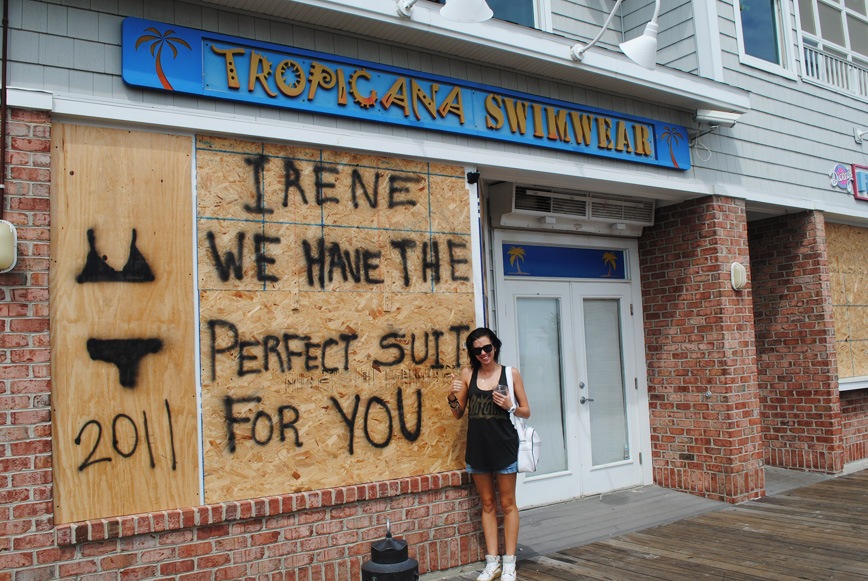 TROPICANA SWIMWEAR
IRENE
WE HAVE THE
PERFECT SUIT
FOR YOU
2011